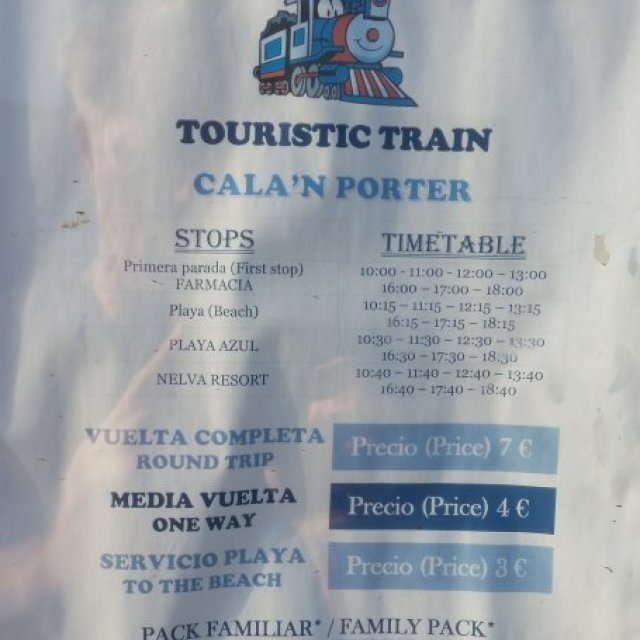 TOURISTIC TRAIN
CALA'N PORTER
STOPS TIMETABLE
Primera parada (First stop) 10:00 - 11:00 - 12:00 – 13:00
FARMACIA 16:00 – 17:00 – 18:00
Playa (Beach) 10:15 – 11:15 – 12:15 – 13:15
16:15 – 17:15 – 18:15
PLAYA AZUL 10:30 – 11:30 – 12:30 – 13:30
16:30 – 17:30 – 18:30
NELVA RESORT 10:40 – 11:40 – 12:40 – 13:40
16:40 – 17:40 – 18:40
VUELTA COMPLETA
ROUND TRIP
Precio (Price) 7 €
MEDIA VUELTA
ONE WAY
Precio (Price) 4 €
SERVICIO PLAYA
TO THE BEACH
Precio (Price) 3 €
PACK FAMILIAR* / FAMILY PACK*